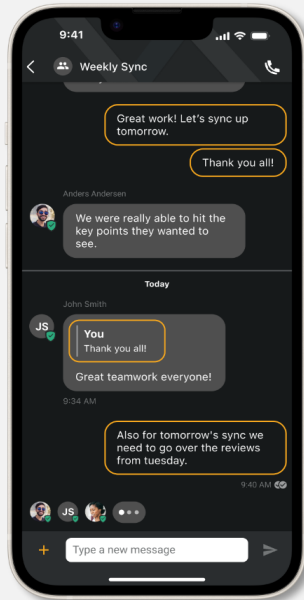 9:41
Weekly Sync
Great work! Let's sync up
tomorrow.
Thank you all!
Anders Andersen
We were really able to hit the
key points they wanted to
see.
Today
John Smith
JS
You
Thank you all!
Great teamwork everyone!
9:34 AM
Also for tomorrow's sync we
need to go over the reviews
from tuesday.
9:40 AM
JS
Type a new message